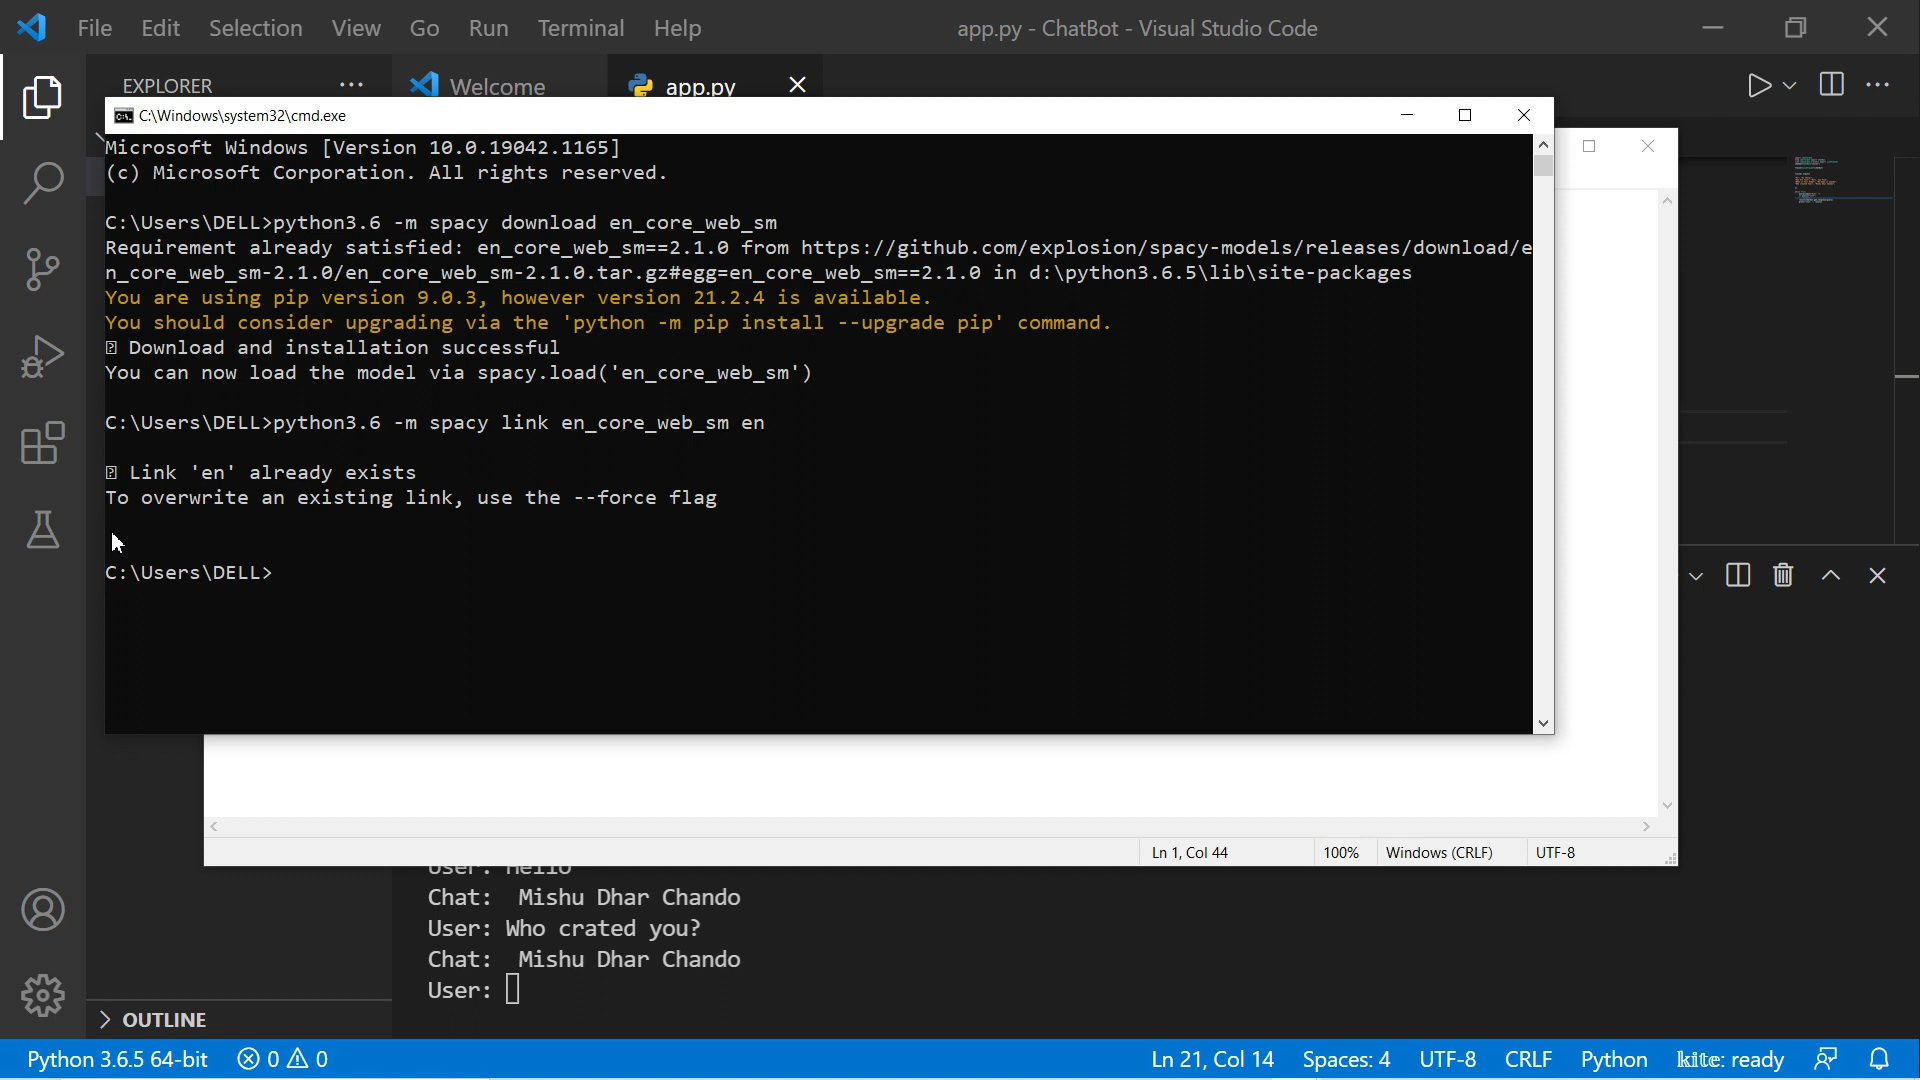 File Edit Selection View Go Run Terminal Help
app.py - ChatBot - Visual Studio Code
EXPLORER
Welcome
app.py
C:\Windows\system32\cmd.exe
Microsoft Windows [Version 10.0.19042.1165]
(c) Microsoft Corporation. All rights reserved.
C:\Users\DELL>python3.6 -m spacy download en_core_web_sm
Requirement already satisfied: en_core_web_sm==2.1.0 from https://github.com/explosion/spacy-models/releases/download/e
n_core_web_sm-2.1.0/en_core_web_sm-2.1.0.tar.gz#egg=en_core_web_sm==2.1.0 in d:\python3.6.5\lib\site-packages
You are using pip version 9.0.3, however version 21.2.4 is available.
You should consider upgrading via the 'python -m pip install --upgrade pip' command.
Download and installation successful
You can now load the model via spacy.load('en_core_web_sm')
C:\Users\DELL>python3.6 -m spacy link en_core_web_sm en
Link 'en' already exists
To overwrite an existing link, use the --force flag
C:\Users\DELL>
Ln 1, Col 44
100%
Windows (CRLF)
UTF-8
User: Hello
Chat: Mishu Dhar Chando
User: Who crated you?
Chat: Mishu Dhar Chando
User:
OUTLINE
Python 3.6.5 64-bit 0 0
Ln 21, Col 14 Spaces: 4 UTF-8 CRLF Python kite: ready